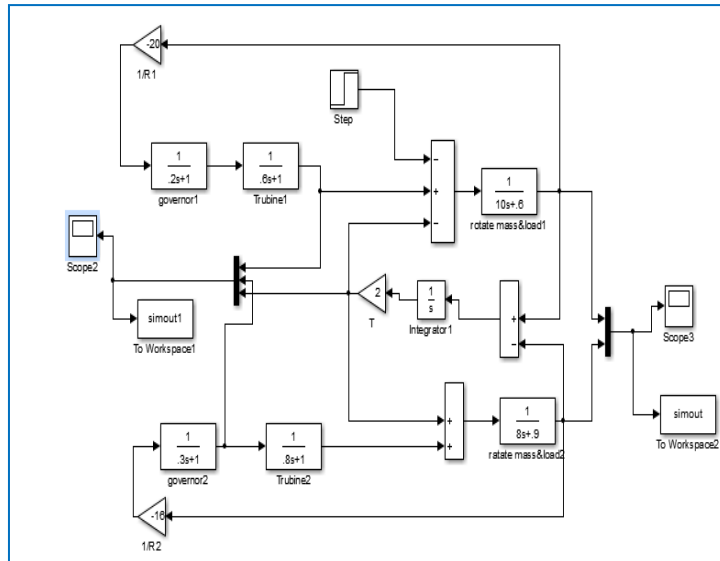 -20
1/R1
Step
1
.2s+1
governor1
1
.6s+1
Trubine1
−
+
−
1
10s+.6
rotate mass&load1
Scope2
simout1
To Workspace1
2
T
1
s
Integrator1
+
−
Scope3
simout
To Workspace2
1
.3s+1
governor2
1
.8s+1
Trubine2
+
+
1
8s+.9
ratate mass&load2
-16
1/R2